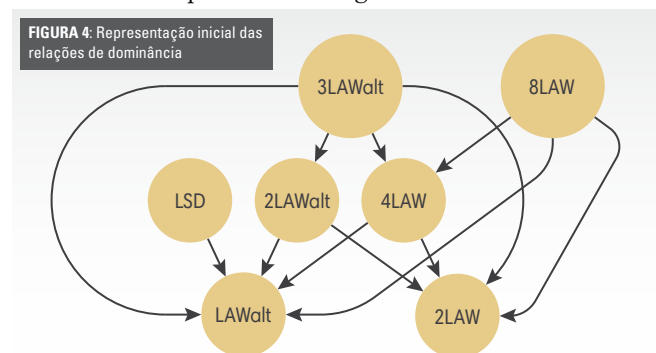 FIGURA 4: Representação inicial das
relações de dominância
3LAWalt
8LAW
LSD
2LAWalt
4LAW
LAWalt
2LAW